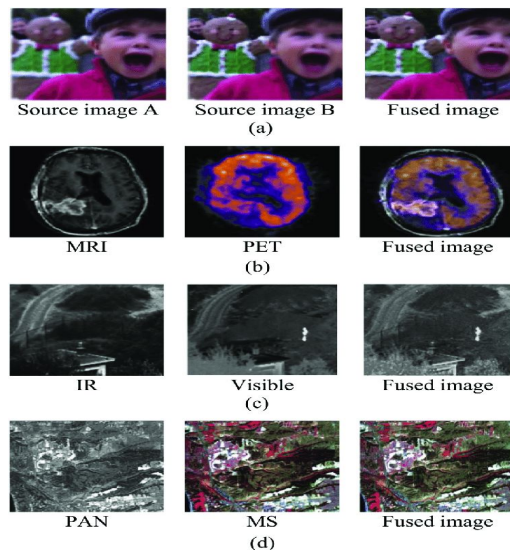 Source image A Source image B Fused image
(a)
MRI PET Fused image
(b)
IR Visible Fused image
(c)
PAN MS Fused image
(d)